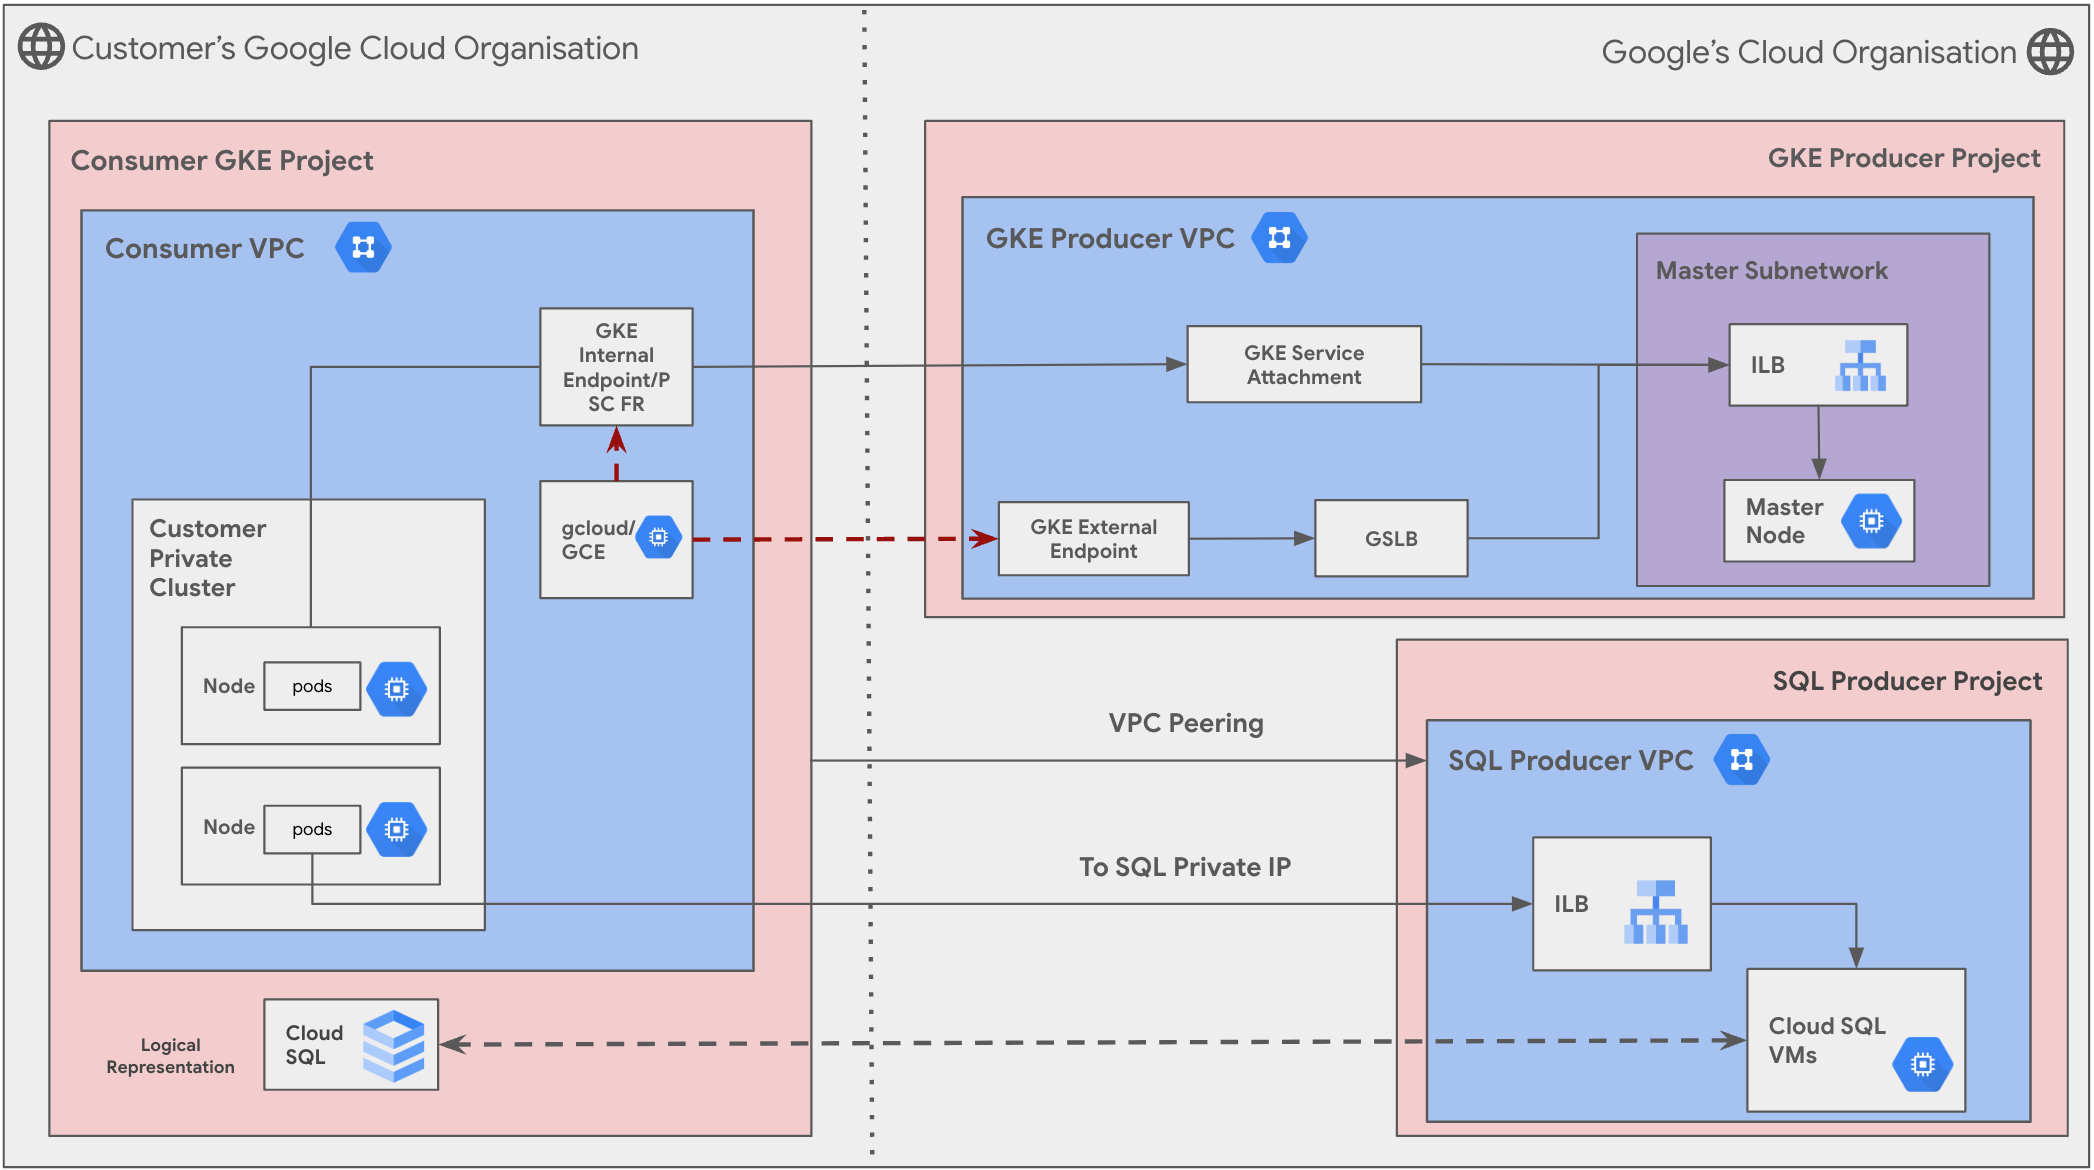 Customer's Google Cloud Organisation
Google's Cloud Organisation
Consumer GKE Project
Consumer VPC
GKE
Internal
Endpoint/P
SC FR
gcloud/
GCE
Customer
Private
Cluster
Node
pods
Node
pods
Logical
Representation
Cloud
SQL
GKE Producer Project
GKE Producer VPC
Master Subnetwork
GKE Service
Attachment
ILB
GKE External
Endpoint
GSLB
Master
Node
VPC Peering
To SQL Private IP
SQL Producer Project
SQL Producer VPC
ILB
Cloud SQL
VMs